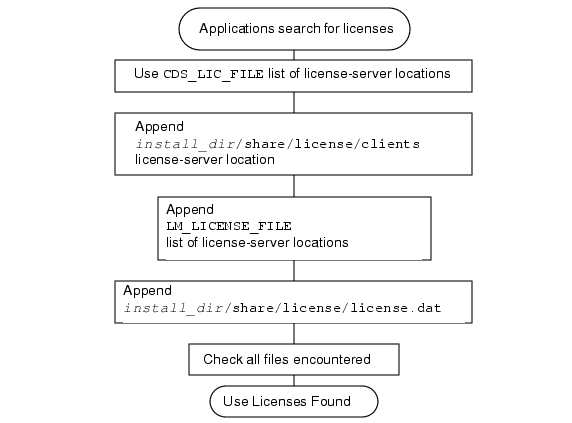 Applications search for licenses
Use CDS_LIC_FILE list of license-server locations
Append
install_dir/share/license/clients
license-server location
Append
LM_LICENSE_FILE
list of license-server locations
Append
install_dir/share/license/license.dat
Check all files encountered
Use Licenses Found